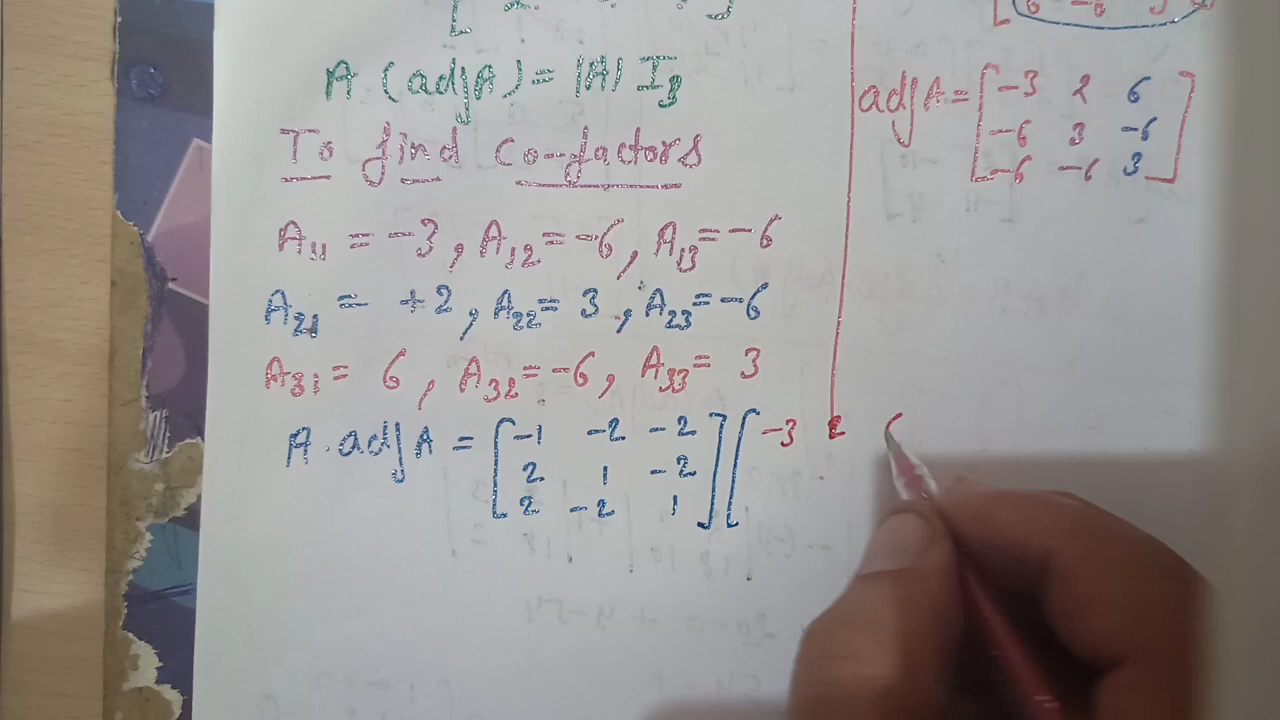 A (adjA) = |A| I3
To find co-factors
A11 = -3, A12 = -6, A13 = -6
A21 = - +2, A22 = 3, A23 = -6
A31 = 6, A32 = -6, A33 = 3
A. adj A = [ -1 -2 -2 ] [ -3 2 6
2 1 -2
2 -2 1
adj A = [ -3 2 6 ]
-6 3 -6
-6 -6 3